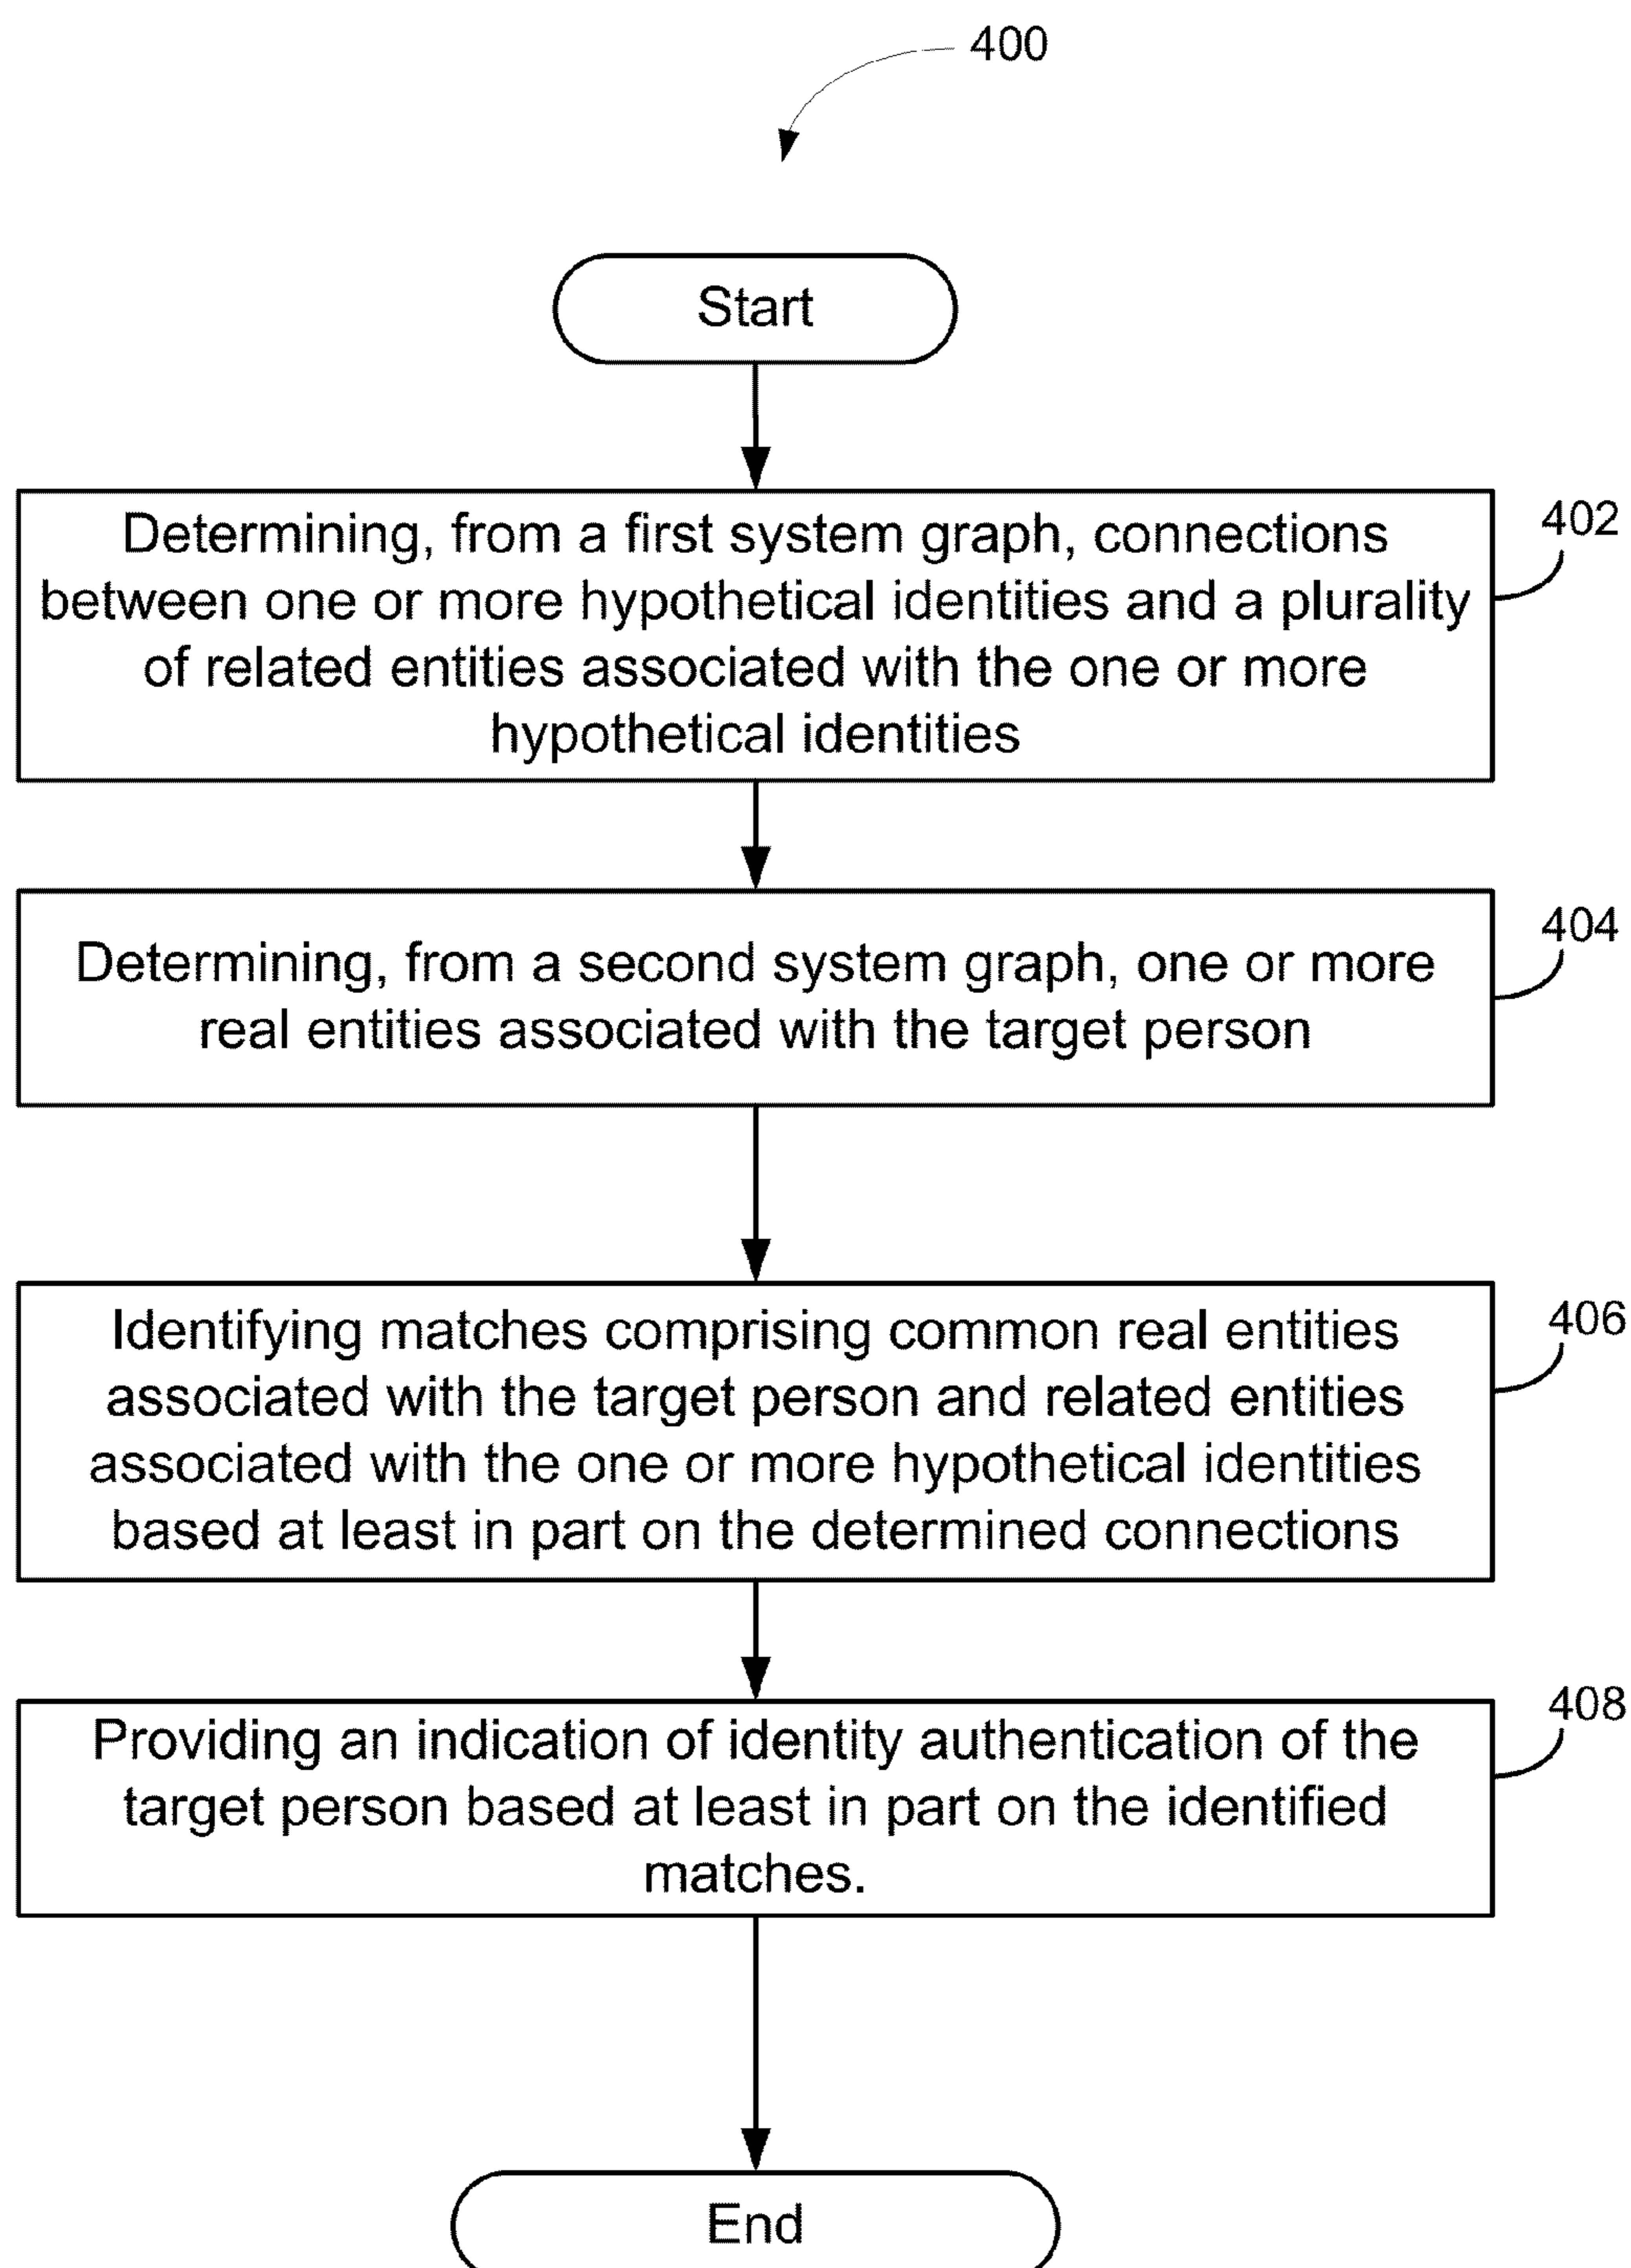 400
Start
Determining, from a first system graph, connections
between one or more hypothetical identities and a plurality
of related entities associated with the one or more
hypothetical identities
402
Determining, from a second system graph, one or more
real entities associated with the target person
404
Identifying matches comprising common real entities
associated with the target person and related entities
associated with the one or more hypothetical identities
based at least in part on the determined connections
406
Providing an indication of identity authentication of the
target person based at least in part on the identified
matches.
408
End